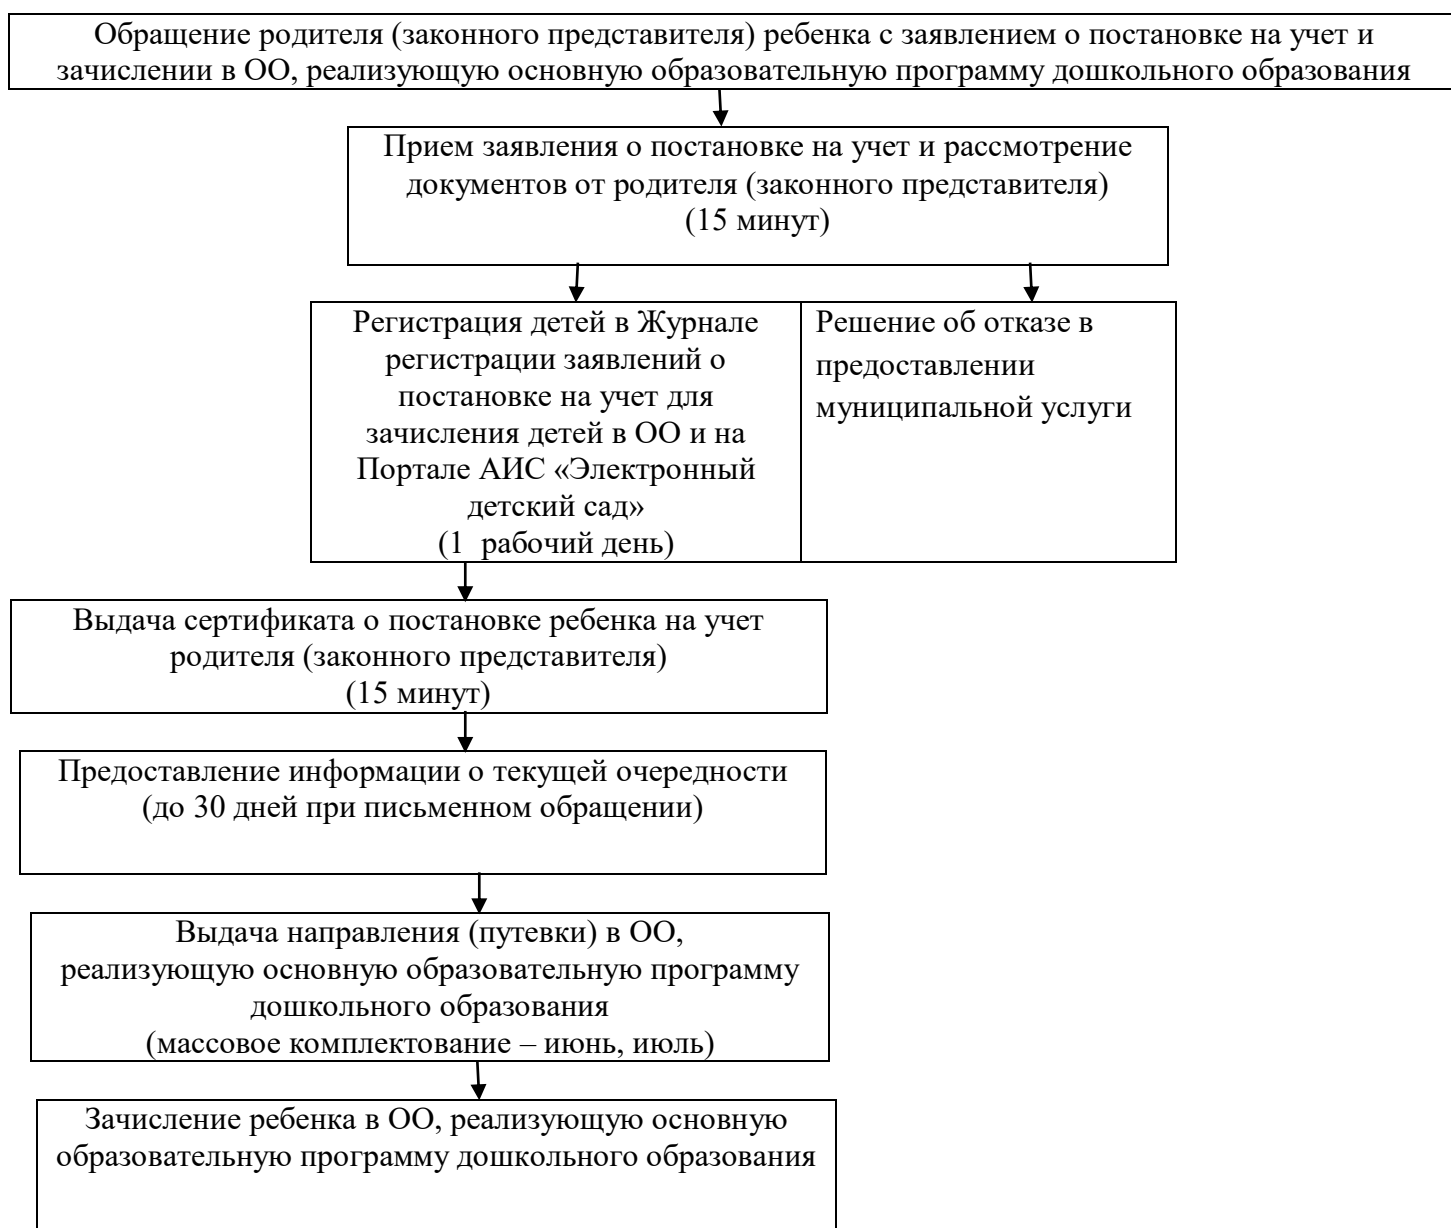 Обращение родителя (законного представителя) ребенка с заявлением о постановке на учет и
зачислении в ОО, реализующую основную образовательную программу дошкольного образования
Прием заявления о постановке на учет и рассмотрение
документов от родителя (законного представителя)
(15 минут)
Регистрация детей в Журнале
регистрации заявлений о
постановке на учет для
зачисления детей в ОО и на
Портале АИС «Электронный
детский сад»
(1  рабочий день)
Решение об отказе в
предоставлении
муниципальной услуги
Выдача сертификата о постановке ребенка на учет
родителя (законного представителя)
(15 минут)
Предоставление информации о текущей очередности
(до 30 дней при письменном обращении)
Выдача направления (путевки) в ОО,
реализующую основную образовательную программу
дошкольного образования
(массовое комплектование – июнь, июль)
Зачисление ребенка в ОО, реализующую основную
образовательную программу дошкольного образования